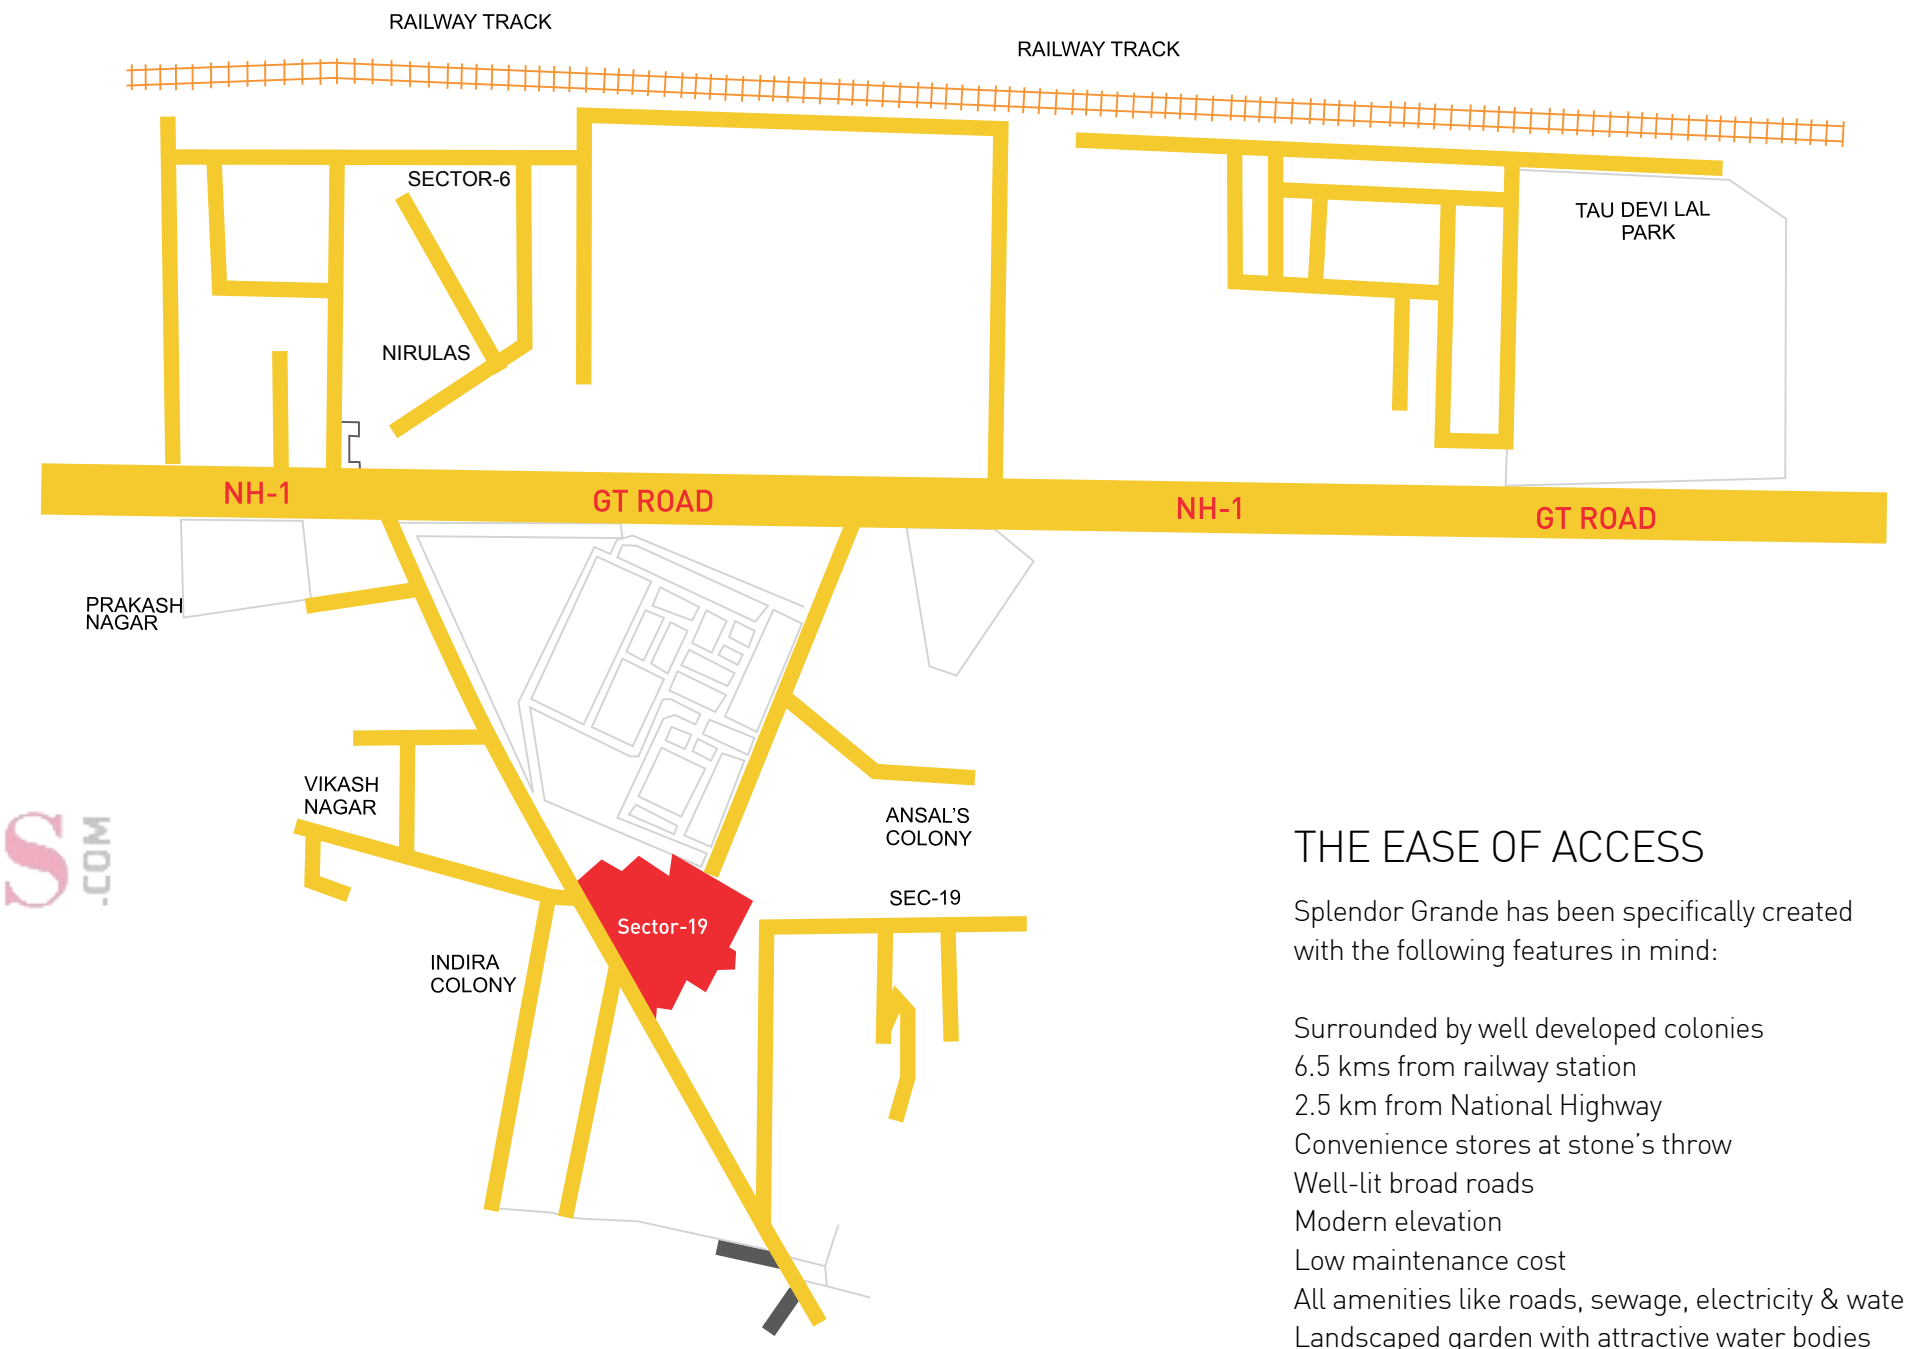 RAILWAY TRACK
RAILWAY TRACK
SECTOR-6
TAU DEVI LAL
PARK
NIRULAS
NH-1
GT ROAD
NH-1
GT ROAD
PRAKASH
NAGAR
VIKASH
NAGAR
ANSAL'S
COLONY
SEC-19
Sector-19
INDIRA
COLONY
S
.COM
THE EASE OF ACCESS
Splendor Grande has been specifically created
with the following features in mind:
Surrounded by well developed colonies
6.5 kms from railway station
2.5 km from National Highway
Convenience stores at stone's throw
Well-lit broad roads
Modern elevation
Low maintenance cost
All amenities like roads, sewage, electricity & wate
Landscaped garden with attractive water bodies